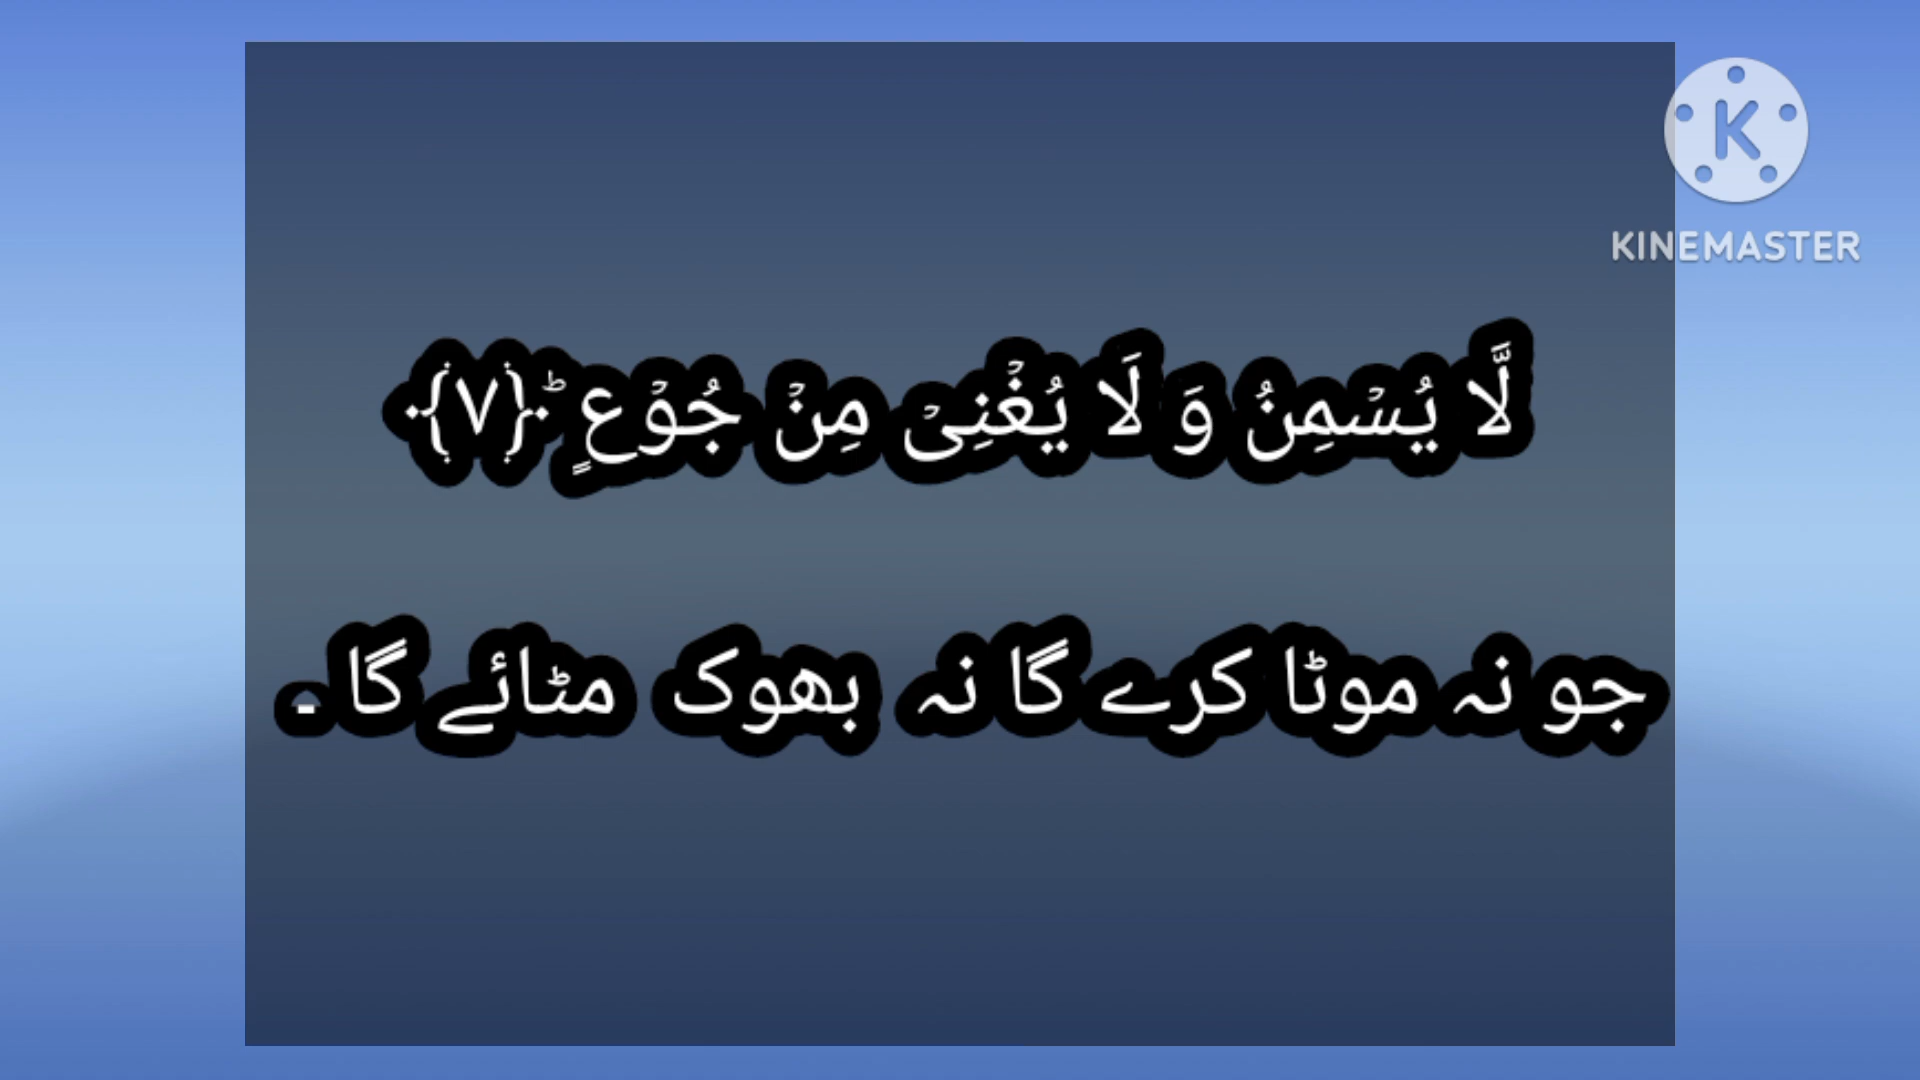 KINEMASTER
لَّا یُسۡمِنُ وَ لَا یُغۡنِیۡ مِنۡ جُوۡعٍ ؕ﴿۷﴾
جو نہ موٹا کرے گا نہ بھوک مٹائے گا ۔